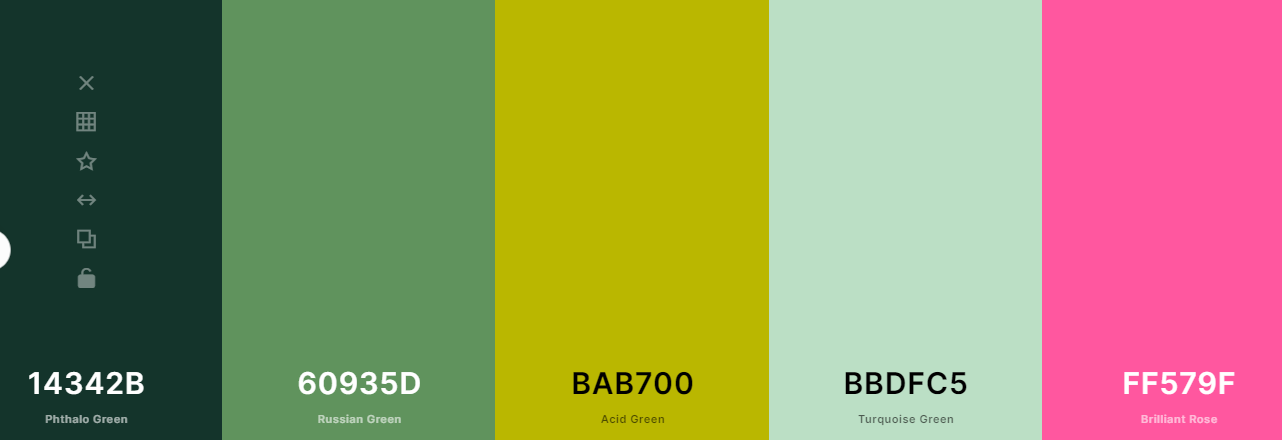 14342B
Phthalo Green
60935D
Russian Green
BAB700
Acid Green
BBDFC5
Turquoise Green
FF579F
Brilliant Rose